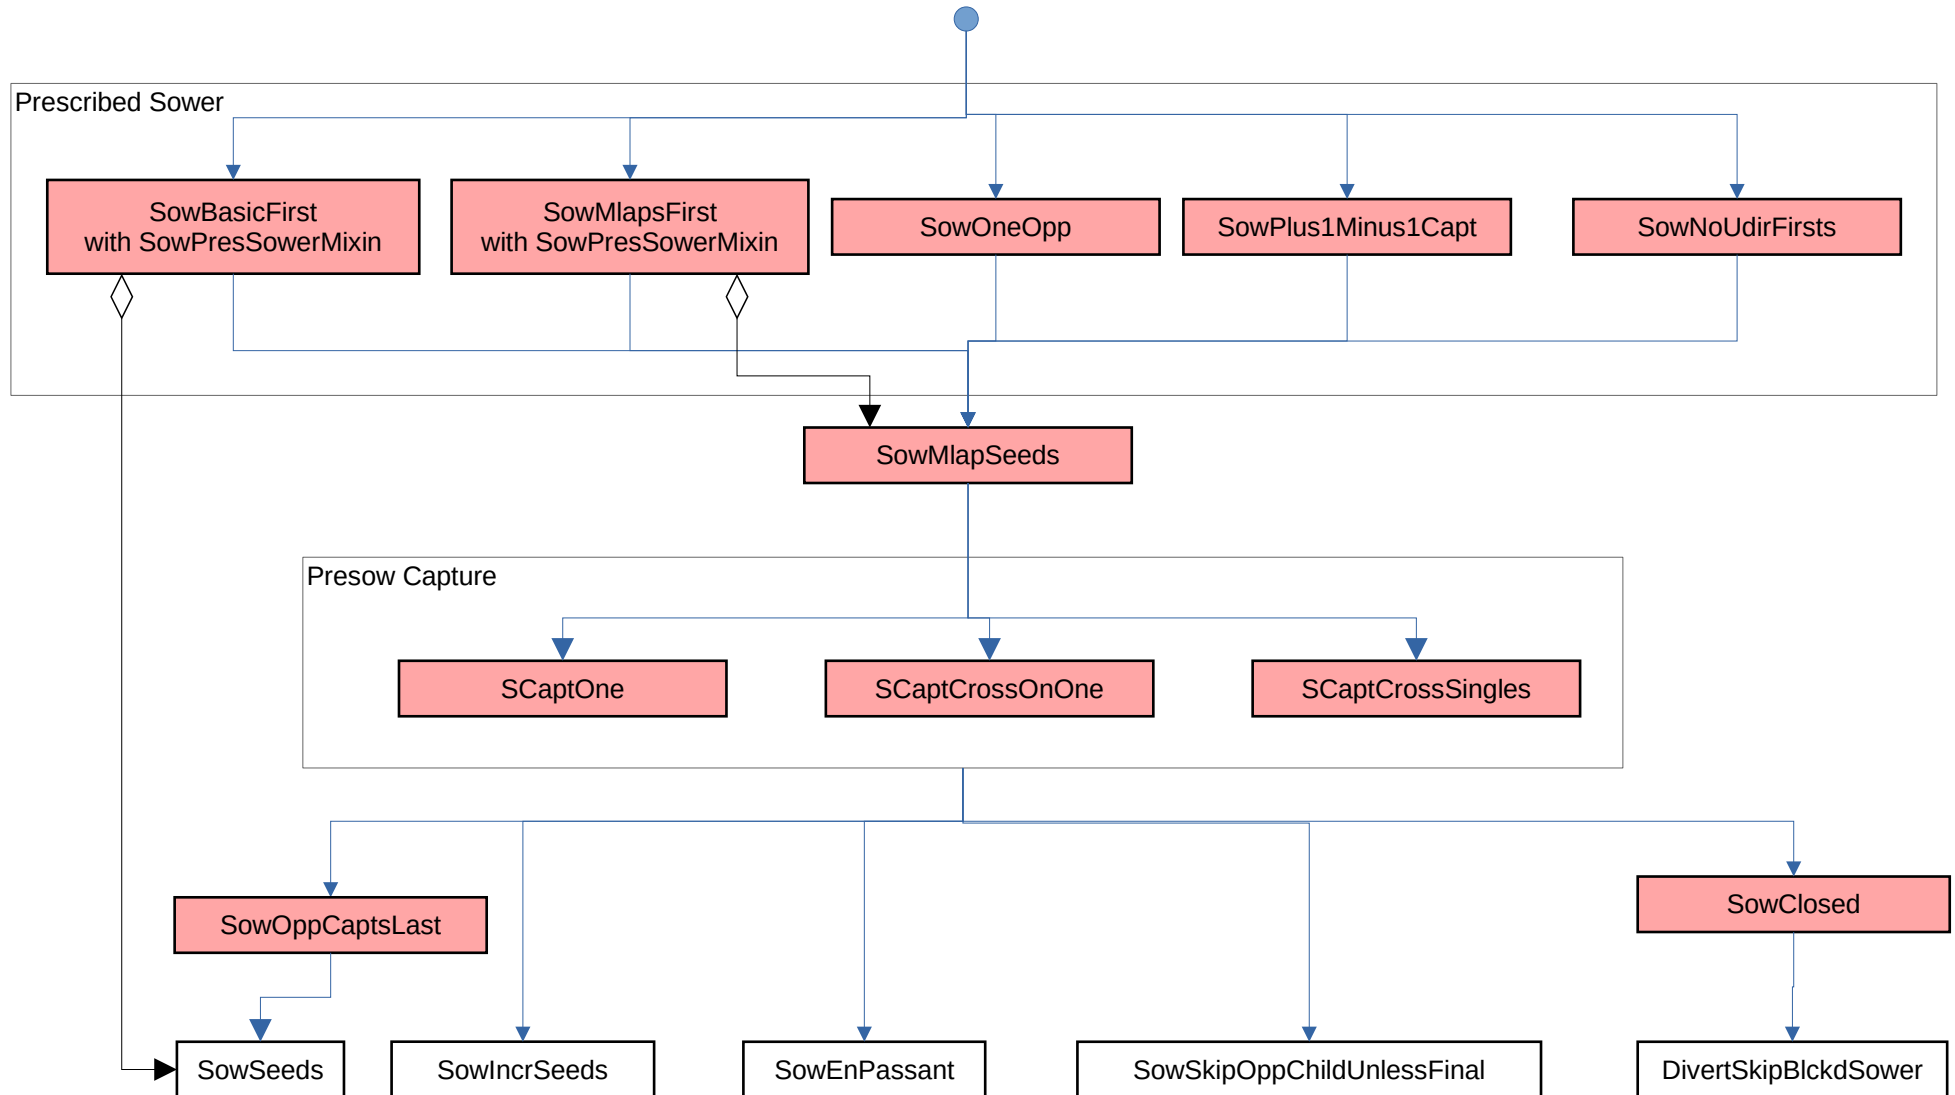 Prescribed Sower
SowBasicFirst
with SowPresSowerMixin
SowMlapsFirst
with SowPresSowerMixin
SowOneOpp
SowPlus1Minus1Capt
SowNoUdirFirsts
SowMlapSeeds
Presow Capture
SCaptOne
SCaptCrossOnOne
SCaptCrossSingles
SowOppCaptsLast
SowClosed
SowSeeds
SowIncrSeeds
SowEnPassant
SowSkipOppChildUnlessFinal
DivertSkipBlckdSower